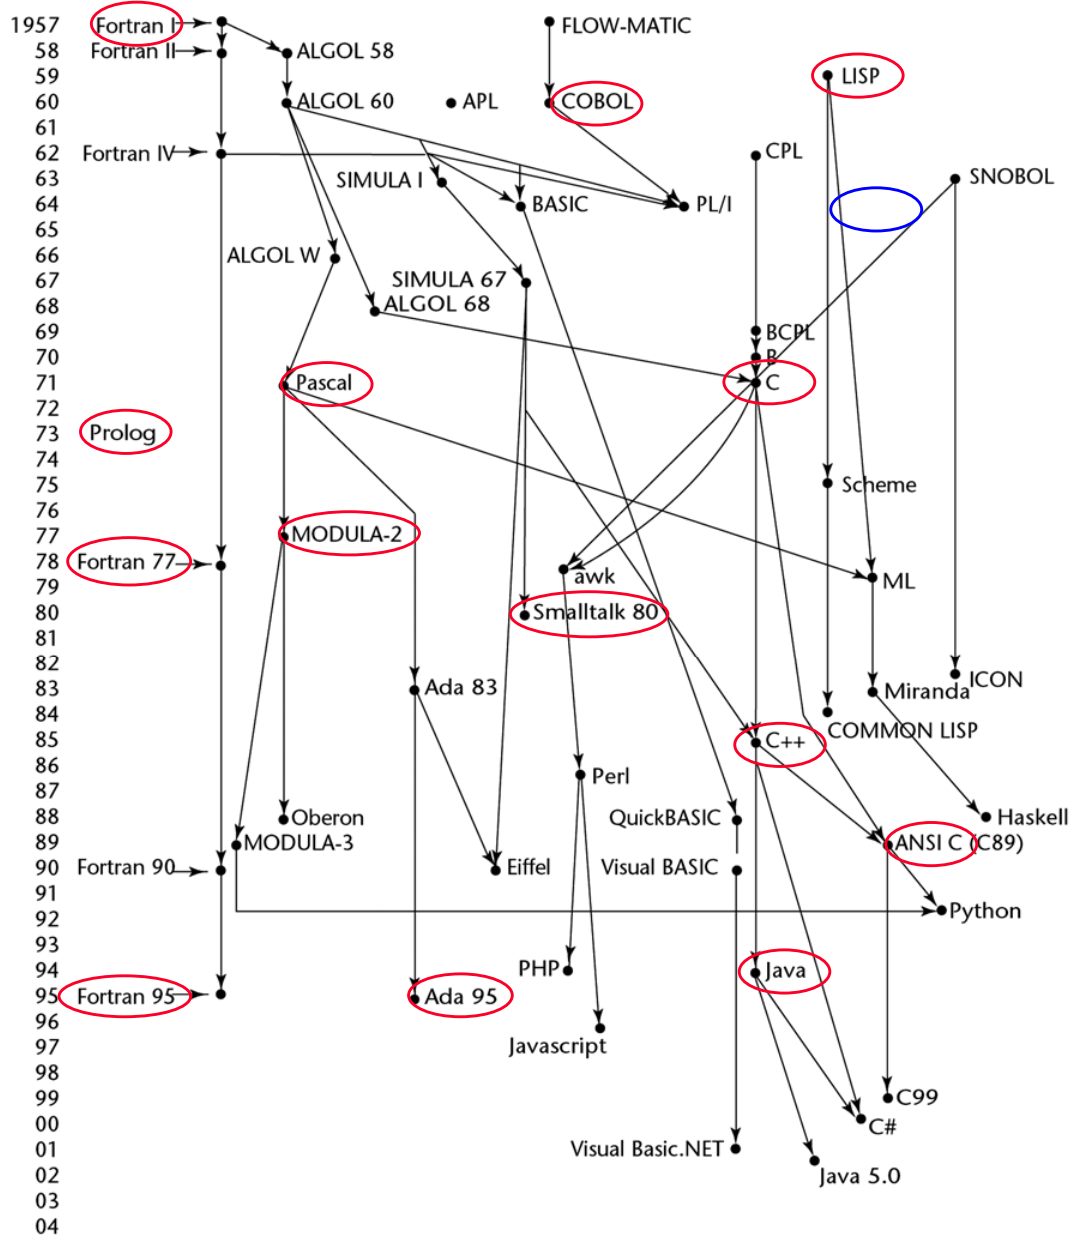 1957 Fortran I FLOW-MATIC
58 Fortran II ALGOL 58
59 LISP
60 ALGOL 60 APL COBOL
61
62 Fortran IV CPL
63 SIMULA I SNOBOL
64 BASIC PL/I
65
66 ALGOL W
67 SIMULA 67
68 ALGOL 68
69 BCPL
70 B
71 Pascal C
72
73 Prolog
74
75 Scheme
76
77 MODULA-2
78 Fortran 77 awk
79 ML
80 Smalltalk 80
81
82 ICON
83 Ada 83 Miranda
84 COMMON LISP
85 C++
86 Perl
87
88 Oberon QuickBASIC Haskell
89 MODULA-3 ANSI C (C89)
90 Fortran 90 Eiffel Visual BASIC
91
92 Python
93
94 PHP Java
95 Fortran 95 Ada 95
96
97 Javascript
98
99 C99
00 C#
01 Visual Basic.NET
02 Java 5.0
03
04